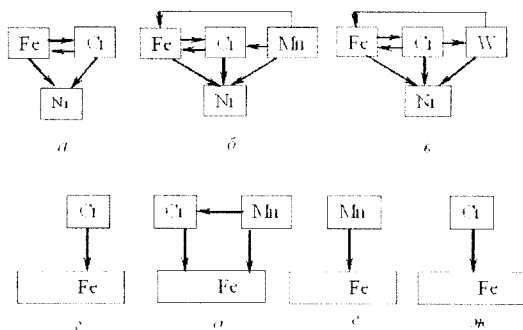 Fe Cr
Ni
а
Fe Cr Mn
Ni
б
Fe Cr W
Ni
в
Cr
Fe
г
Cr Mn
Fe
д
Mn
Fe
е
Cr
Fe
ж